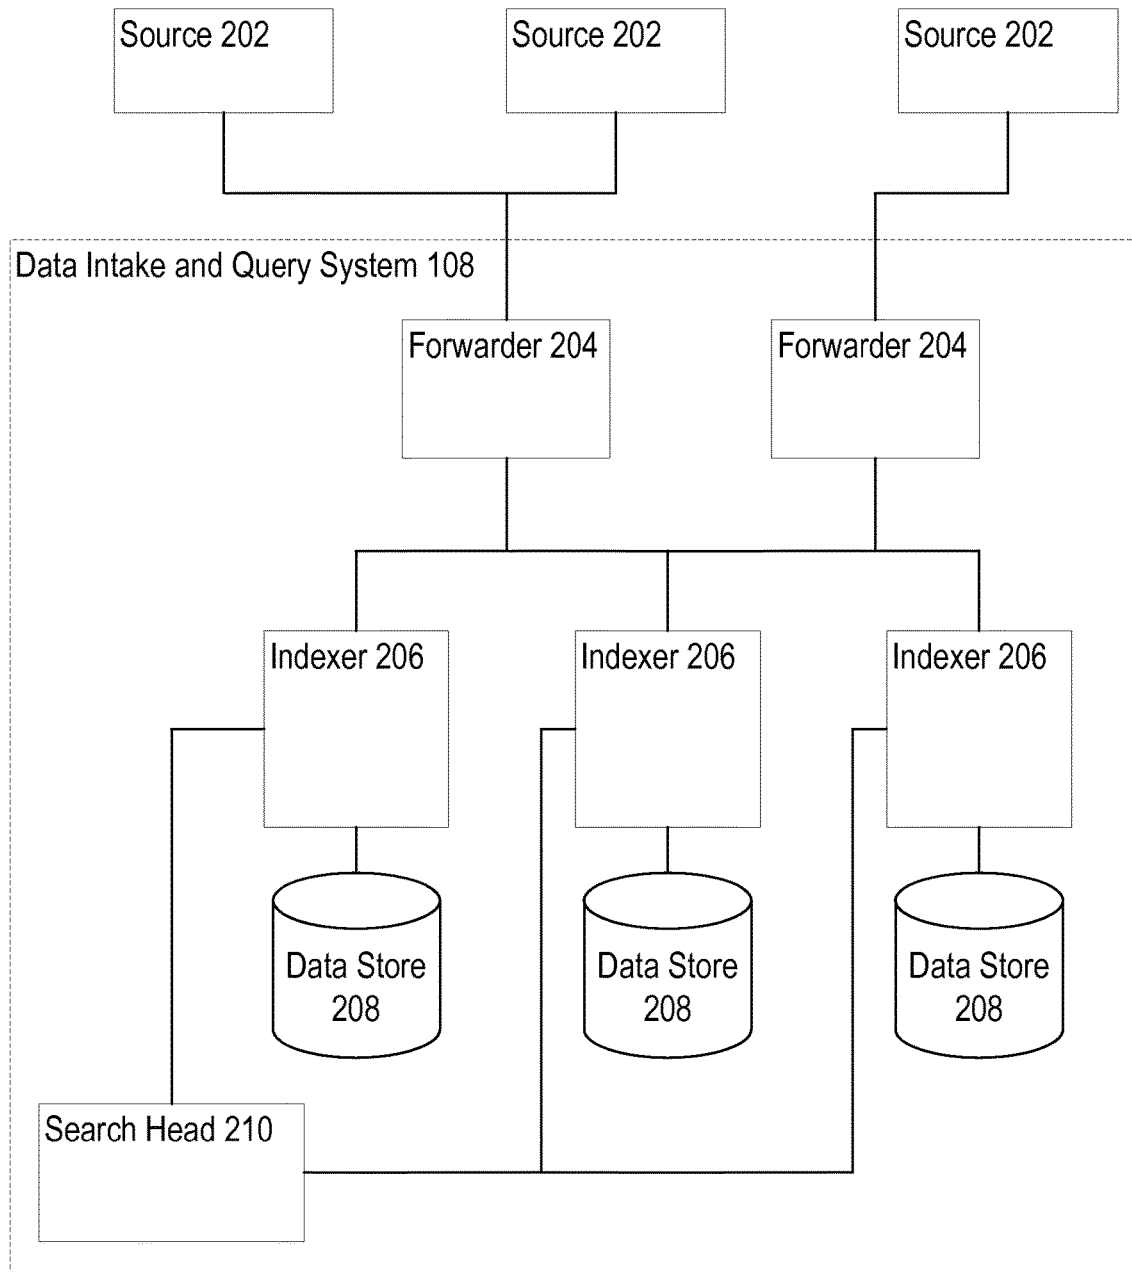 Source 202
Source 202
Source 202
Data Intake and Query System 108
Forwarder 204
Forwarder 204
Indexer 206
Indexer 206
Indexer 206
Data Store
208
Data Store
208
Data Store
208
Search Head 210